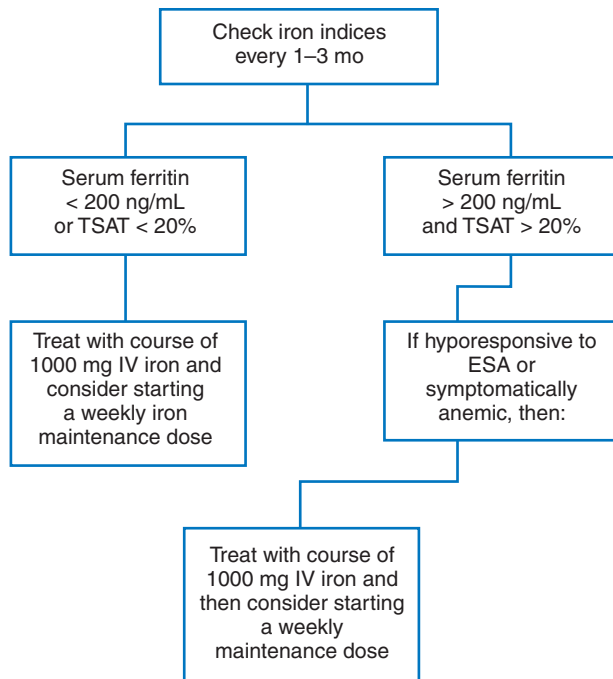 Check iron indices
every 1–3 mo
Serum ferritin
< 200 ng/mL
or TSAT < 20%
Serum ferritin
> 200 ng/mL
and TSAT > 20%
Treat with course of
1000 mg IV iron and
consider starting
a weekly iron
maintenance dose
If hyporesponsive to
ESA or
symptomatically
anemic, then:
Treat with course of
1000 mg IV iron and
then consider starting
a weekly
maintenance dose